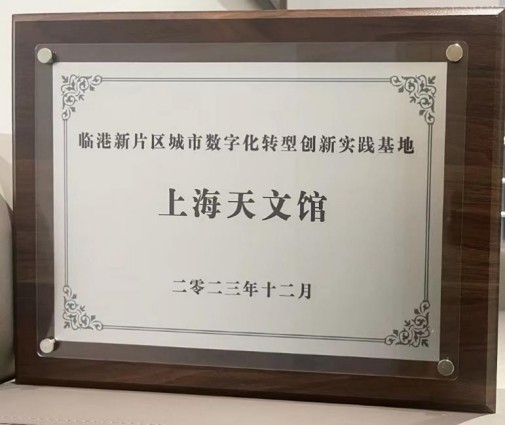 临港新片区城市数字化转型创新实践基地
上海天文馆
二零二三年十二月